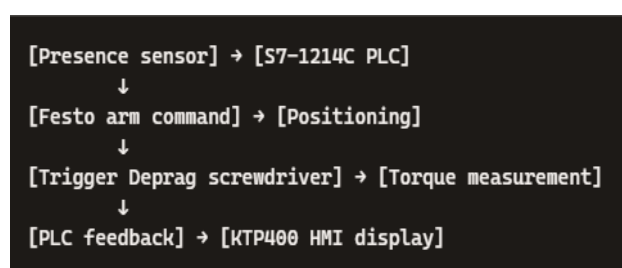 [Presence sensor] → [S7-1214C PLC]
↓
[Festo arm command] → [Positioning]
↓
[Trigger Deprag screwdriver] → [Torque measurement]
↓
[PLC feedback] → [KTP400 HMI display]